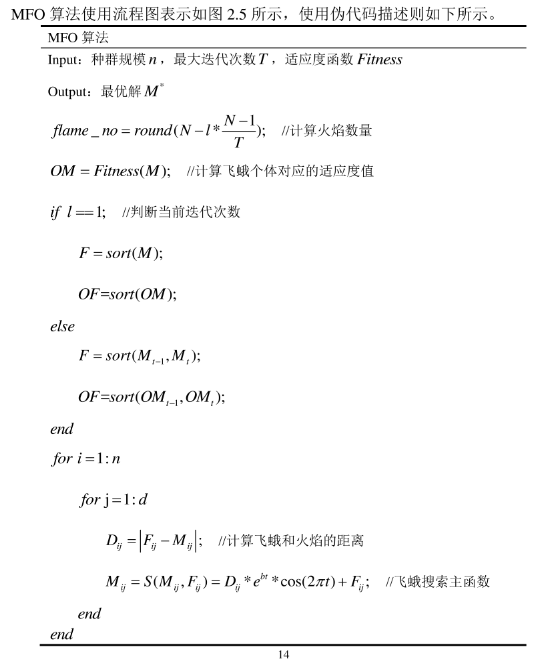 MFO 算法使用流程图表示如图 2.5 所示，使用伪代码描述则如下所示。
MFO 算法
Input：种群规模 n，最大迭代次数 T，适应度函数 Fitness
Output：最优解 M*
flame_no = round(N − l * (N − 1)/T);   //计算火焰数量
OM = Fitness(M);   //计算飞蛾个体对应的适应度值
if l == 1;   //判断当前迭代次数
F = sort(M);
OF=sort(OM);
else
F = sort(M_{t−1}, M_t);
OF=sort(OM_{t−1}, OM_t);
end
for i = 1: n
for j = 1: d
D_{ij} = |F_{ij} − M_{ij}|;   //计算飞蛾和火焰的距离
M_{ij} = S(M_{ij}, F_{ij}) = D_{ij} * e^{bt} * cos(2πt) + F_{ij};   //飞蛾搜索主函数
end
end
14